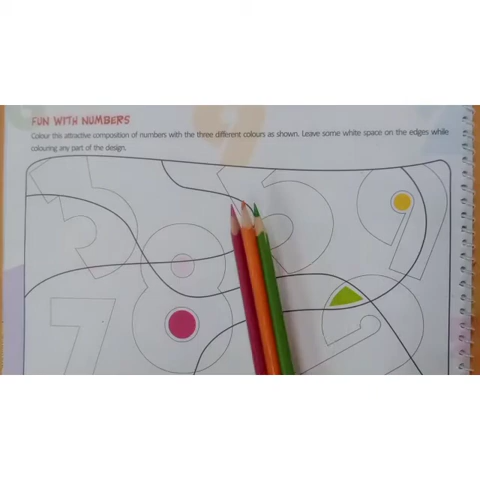 FUN WITH NUMBERS
Colour this attractive composition of numbers with the three different colours as shown. Leave some white space on the edges while
colouring any part of the design.